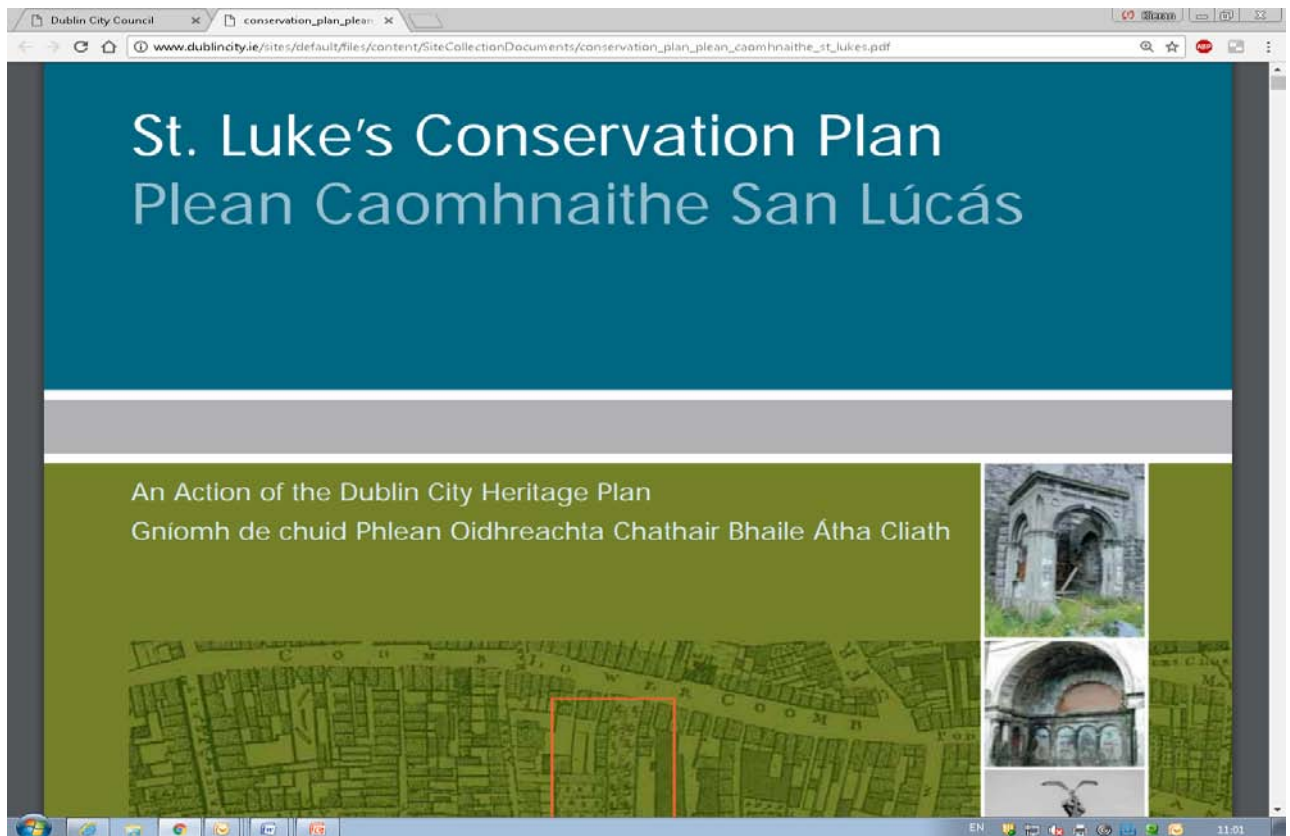 Dublin City Council
conservation_plan_plean
www.dublincity.ie/sites/default/files/content/SiteCollectionDocuments/conservation_plan_plean_caomhnaithe_st_lukes.pdf
ABP
St. Luke's Conservation Plan
Plean Caomhnaithe San Lúcás
An Action of the Dublin City Heritage Plan
Gníomh de chuid Phlean Oidhreachta Chathair Bhaile Átha Cliath
COOMB
LOWER COOMB
EN
11:01